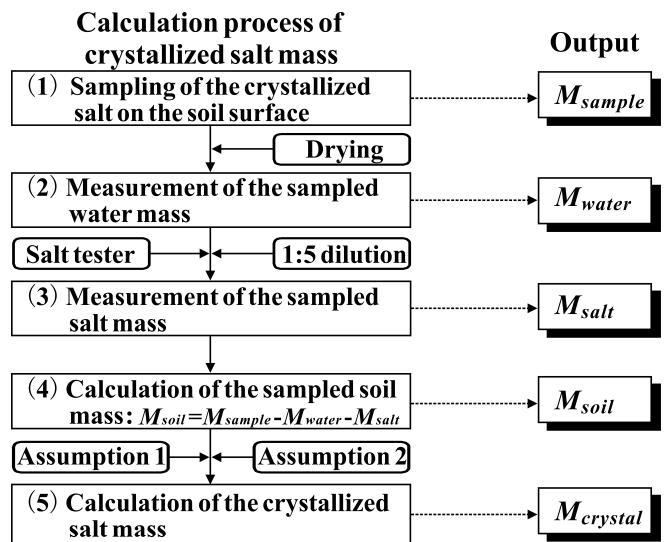 Calculation process of
crystallized salt mass
Output
(1) Sampling of the crystallized
salt on the soil surface
M_sample
Drying
(2) Measurement of the sampled
water mass
M_water
Salt tester
1:5 dilution
(3) Measurement of the sampled
salt mass
M_salt
(4) Calculation of the sampled soil
mass: M_soil=M_sample-M_water-M_salt
M_soil
Assumption 1
Assumption 2
(5) Calculation of the crystallized
salt mass
M_crystal